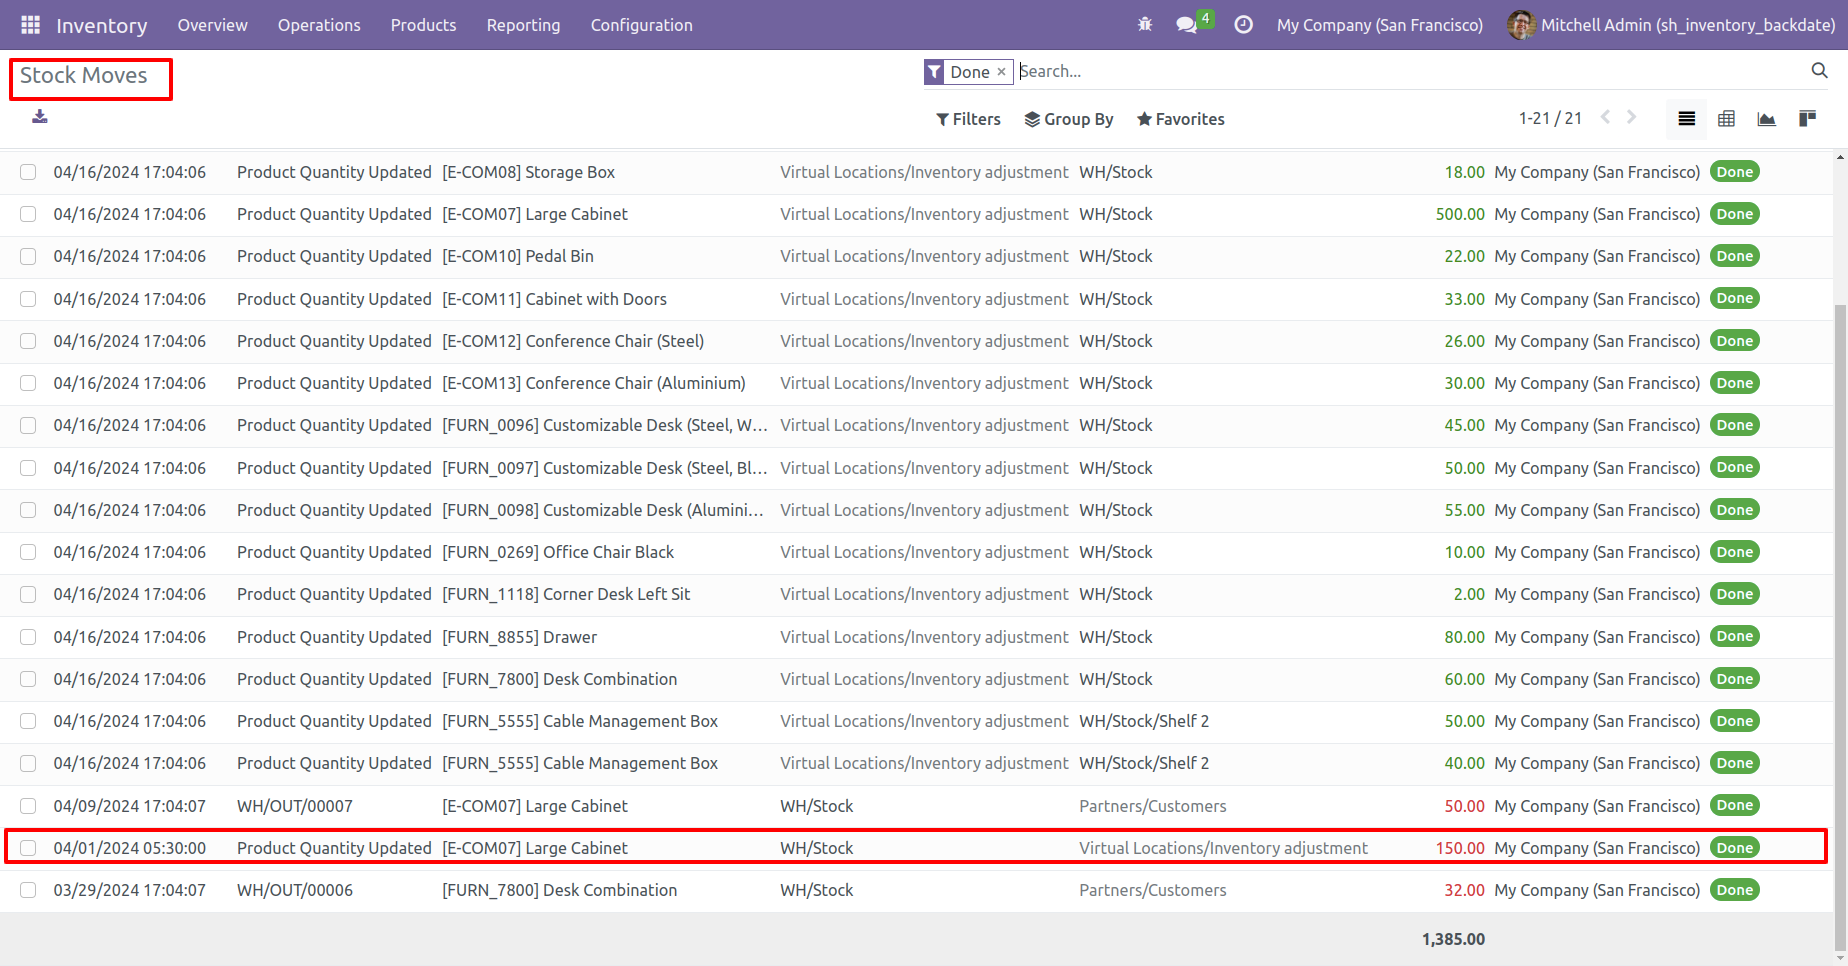 Inventory Overview Operations Products Reporting Configuration 4 My Company (San Francisco) Mitchell Admin (sh_inventory_backdate)
Stock Moves Done × Search...
Filters Group By Favorites 1-21 / 21
04/16/2024 17:04:06 Product Quantity Updated [E-COM08] Storage Box Virtual Locations/Inventory adjustment WH/Stock 18.00 My Company (San Francisco) Done
04/16/2024 17:04:06 Product Quantity Updated [E-COM07] Large Cabinet Virtual Locations/Inventory adjustment WH/Stock 500.00 My Company (San Francisco) Done
04/16/2024 17:04:06 Product Quantity Updated [E-COM10] Pedal Bin Virtual Locations/Inventory adjustment WH/Stock 22.00 My Company (San Francisco) Done
04/16/2024 17:04:06 Product Quantity Updated [E-COM11] Cabinet with Doors Virtual Locations/Inventory adjustment WH/Stock 33.00 My Company (San Francisco) Done
04/16/2024 17:04:06 Product Quantity Updated [E-COM12] Conference Chair (Steel) Virtual Locations/Inventory adjustment WH/Stock 26.00 My Company (San Francisco) Done
04/16/2024 17:04:06 Product Quantity Updated [E-COM13] Conference Chair (Aluminium) Virtual Locations/Inventory adjustment WH/Stock 30.00 My Company (San Francisco) Done
04/16/2024 17:04:06 Product Quantity Updated [FURN_0096] Customizable Desk (Steel, W... Virtual Locations/Inventory adjustment WH/Stock 45.00 My Company (San Francisco) Done
04/16/2024 17:04:06 Product Quantity Updated [FURN_0097] Customizable Desk (Steel, Bl... Virtual Locations/Inventory adjustment WH/Stock 50.00 My Company (San Francisco) Done
04/16/2024 17:04:06 Product Quantity Updated [FURN_0098] Customizable Desk (Alumini... Virtual Locations/Inventory adjustment WH/Stock 55.00 My Company (San Francisco) Done
04/16/2024 17:04:06 Product Quantity Updated [FURN_0269] Office Chair Black Virtual Locations/Inventory adjustment WH/Stock 10.00 My Company (San Francisco) Done
04/16/2024 17:04:06 Product Quantity Updated [FURN_1118] Corner Desk Left Sit Virtual Locations/Inventory adjustment WH/Stock 2.00 My Company (San Francisco) Done
04/16/2024 17:04:06 Product Quantity Updated [FURN_8855] Drawer Virtual Locations/Inventory adjustment WH/Stock 80.00 My Company (San Francisco) Done
04/16/2024 17:04:06 Product Quantity Updated [FURN_7800] Desk Combination Virtual Locations/Inventory adjustment WH/Stock 60.00 My Company (San Francisco) Done
04/16/2024 17:04:06 Product Quantity Updated [FURN_5555] Cable Management Box Virtual Locations/Inventory adjustment WH/Stock/Shelf 2 50.00 My Company (San Francisco) Done
04/16/2024 17:04:06 Product Quantity Updated [FURN_5555] Cable Management Box Virtual Locations/Inventory adjustment WH/Stock/Shelf 2 40.00 My Company (San Francisco) Done
04/09/2024 17:04:07 WH/OUT/00007 [E-COM07] Large Cabinet WH/Stock Partners/Customers 50.00 My Company (San Francisco) Done
04/01/2024 05:30:00 Product Quantity Updated [E-COM07] Large Cabinet WH/Stock Virtual Locations/Inventory adjustment 150.00 My Company (San Francisco) Done
03/29/2024 17:04:07 WH/OUT/00006 [FURN_7800] Desk Combination WH/Stock Partners/Customers 32.00 My Company (San Francisco) Done
1,385.00